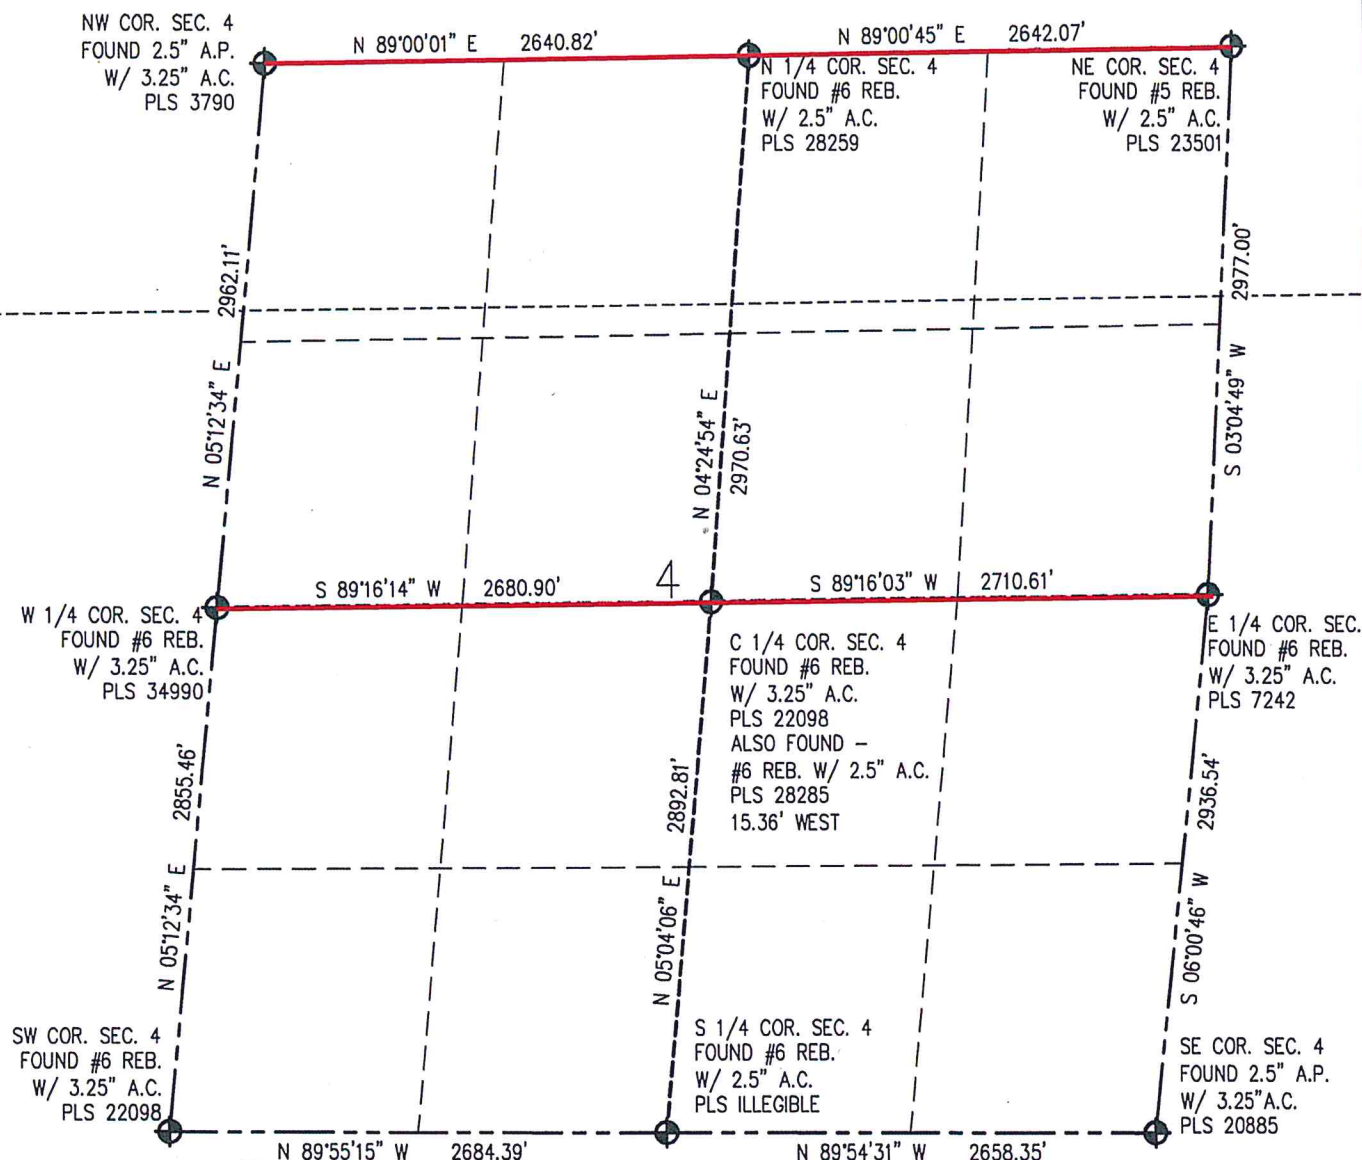 NW COR. SEC. 4
FOUND 2.5" A.P.
W/ 3.25" A.C.
PLS 3790
N 89°00'01" E 2640.82'
N 89°00'45" E 2642.07'
N 1/4 COR. SEC. 4
FOUND #6 REB.
W/ 2.5" A.C.
PLS 28259
NE COR. SEC. 4
FOUND #5 REB.
W/ 2.5" A.C.
PLS 23501
2962.11'
N 05°12'34" E
N 04°24'54" E
2970.63'
2977.00'
S 03°04'49" W
S 89°16'14" W 2680.90'
4
S 89°16'03" W 2710.61'
W 1/4 COR. SEC. 4
FOUND #6 REB.
W/ 3.25" A.C.
PLS 34990
C 1/4 COR. SEC. 4
FOUND #6 REB.
W/ 3.25" A.C.
PLS 22098
ALSO FOUND –
#6 REB. W/ 2.5" A.C.
PLS 28285
15.36' WEST
E 1/4 COR. SEC.
FOUND #6 REB.
W/ 3.25" A.C.
PLS 7242
2855.46'
N 05°12'34" E
2892.81'
N 05°04'06" E
2936.54'
S 06°00'46" W
SW COR. SEC. 4
FOUND #6 REB.
W/ 3.25" A.C.
PLS 22098
S 1/4 COR. SEC. 4
FOUND #6 REB.
W/ 2.5" A.C.
PLS ILLEGIBLE
SE COR. SEC. 4
FOUND 2.5" A.P.
W/ 3.25"A.C.
PLS 20885
N 89°55'15" W 2684.39'
N 89°54'31" W 2658.35'